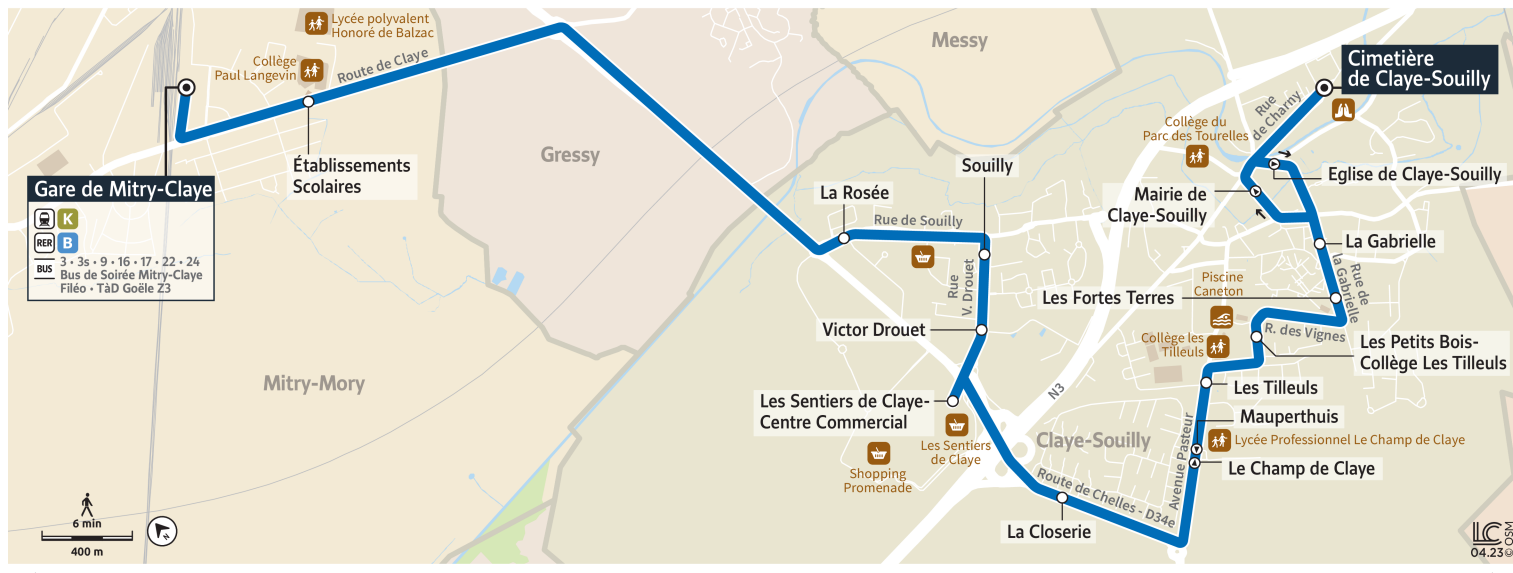 Lycée polyvalent
Honoré de Balzac
Collège
Paul Langevin
Route de Claye
Établissements
Scolaires
Gare de Mitry-Claye
K
RER
B
BUS
3 • 3s • 9 • 16 • 17 • 22 • 24
Bus de Soirée Mitry-Claye
Filéo • TàD Goële Z3
Gressy
Messy
Mitry-Mory
Cimetière
de Claye-Souilly
Rue
de Charny
Collège du
Parc des Tourelles
Eglise de Claye-Souilly
Mairie de
Claye-Souilly
Souilly
La Rosée
Rue de Souilly
Rue
V. Drouet
La Gabrielle
Rue de
la Gabrielle
Les Fortes Terres
Piscine
Caneton
R. des Vignes
Victor Drouet
Collège les
Tilleuls
Les Petits Bois-
Collège Les Tilleuls
N3
Les Tilleuls
Les Sentiers de Claye-
Centre Commercial
Mauperthuis
Avenue Pasteur
Lycée Professionnel Le Champ de Claye
Claye-Souilly
Les Sentiers
de Claye
Le Champ de Claye
Shopping
Promenade
Route de Chelles - D34e
La Closerie
6 min
400 m
N
LC
04.23
© OSM